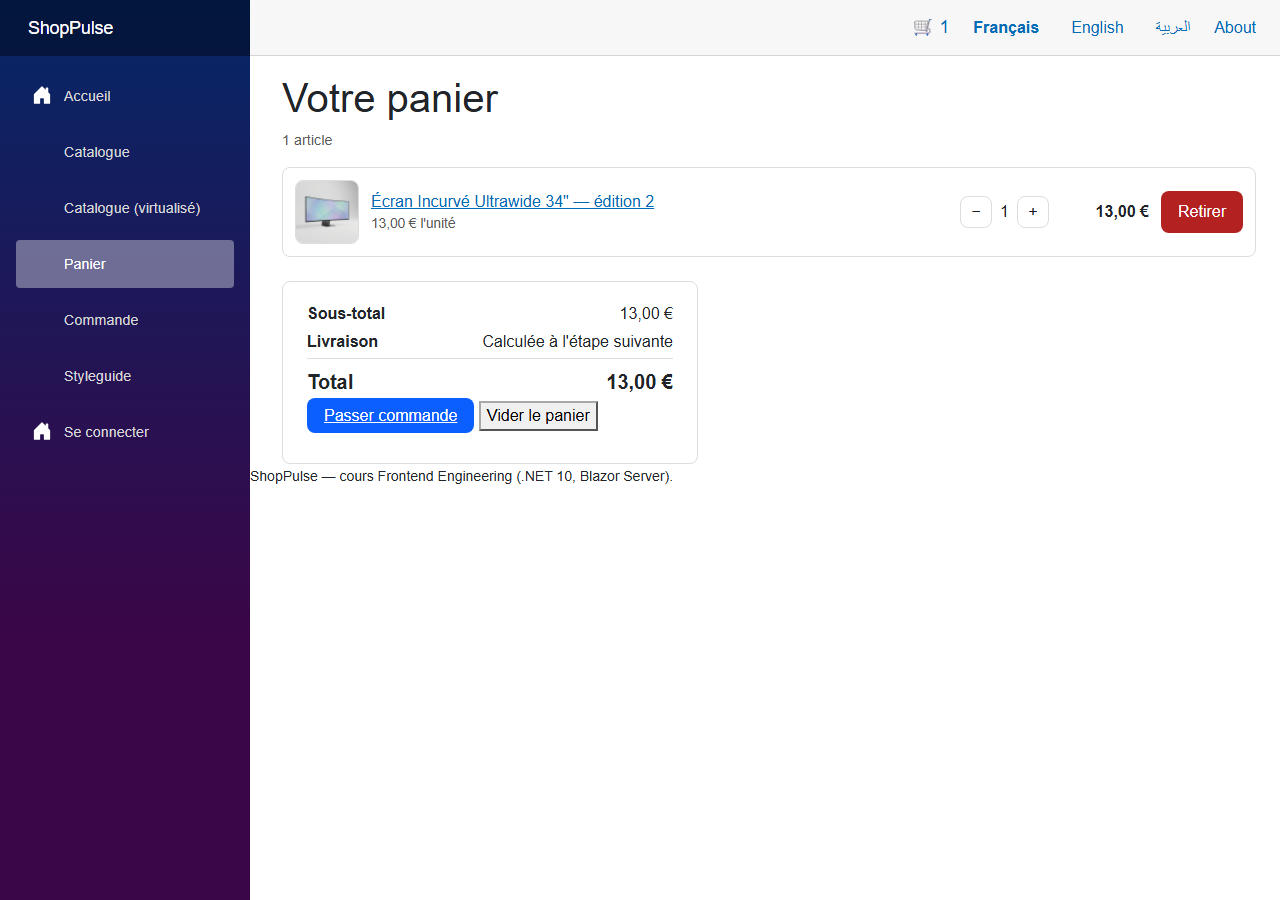 ShopPulse
🛒 1 Français English العربية About
Accueil
Catalogue
Catalogue (virtualisé)
Panier
Commande
Styleguide
Se connecter
Votre panier
1 article
Écran Incurvé Ultrawide 34" — édition 2
13,00 € l'unité
− 1 + 13,00 € Retirer
Sous-total 13,00 €
Livraison Calculée à l'étape suivante
Total 13,00 €
Passer commande Vider le panier
ShopPulse — cours Frontend Engineering (.NET 10, Blazor Server).